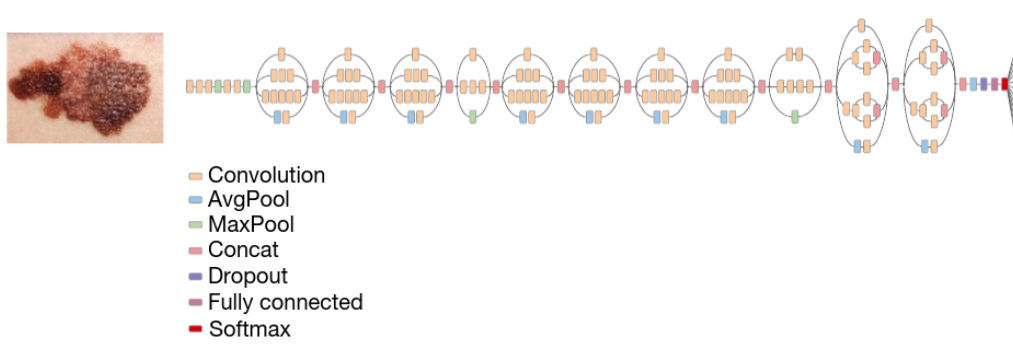 Convolution
AvgPool
MaxPool
Concat
Dropout
Fully connected
Softmax